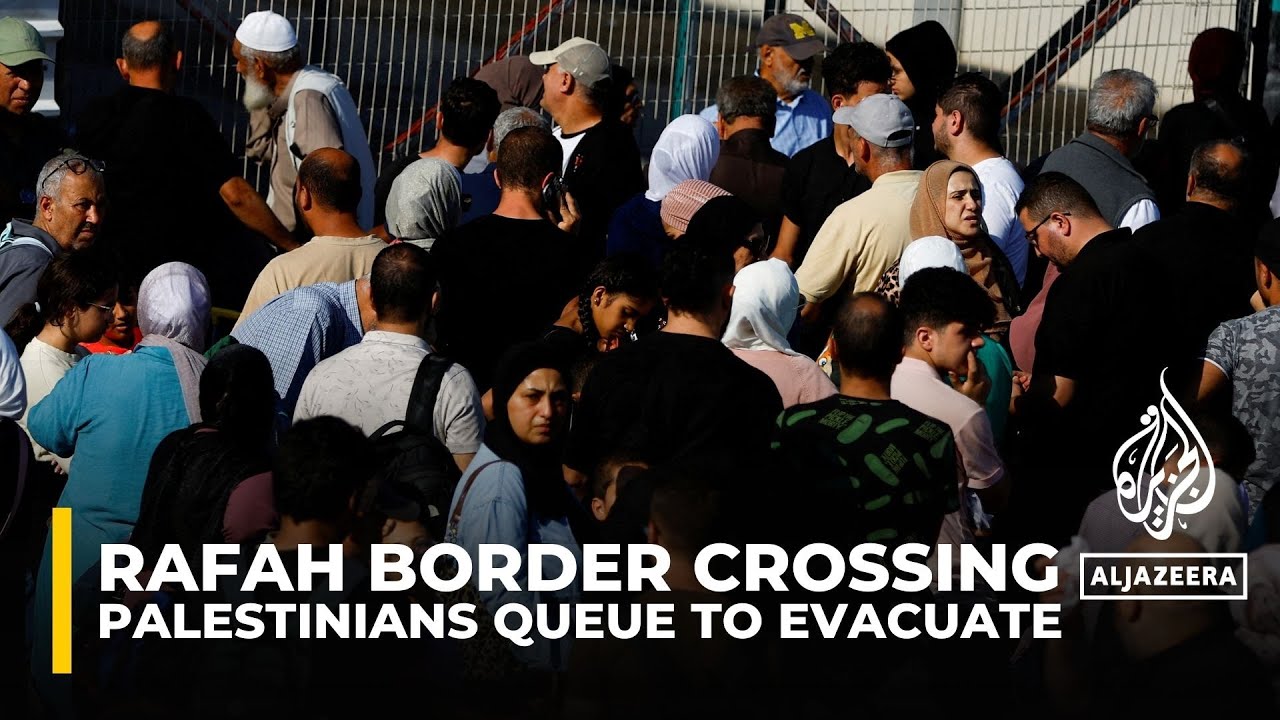 RAFAH BORDER CROSSING
PALESTINIANS QUEUE TO EVACUATE
الجزيرة
ALJAZEERA